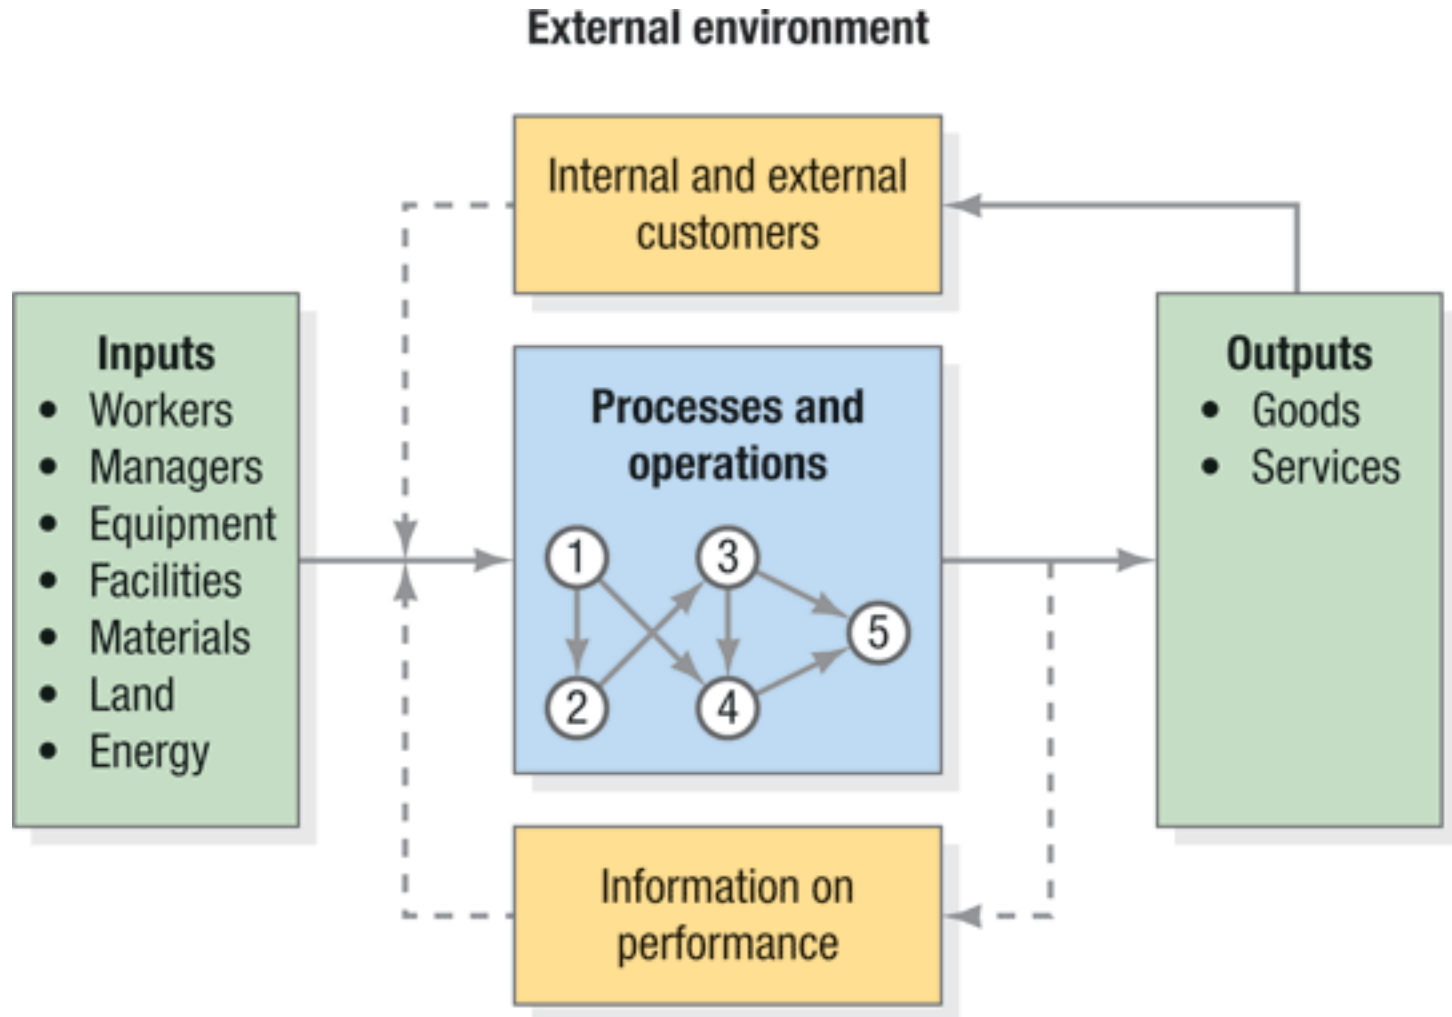 External environment
Internal and external
customers
Inputs
• Workers
• Managers
• Equipment
• Facilities
• Materials
• Land
• Energy
Processes and
operations
1
3
5
2
4
Outputs
• Goods
• Services
Information on
performance